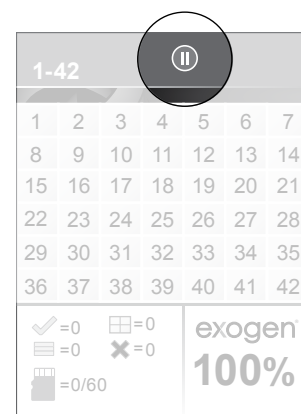 1-42
1 2 3 4 5 6 7
8 9 10 11 12 13 14
15 16 17 18 19 20 21
22 23 24 25 26 27 28
29 30 31 32 33 34 35
36 37 38 39 40 41 42
=0 =0
=0 =0
=0/60
exogen
100%